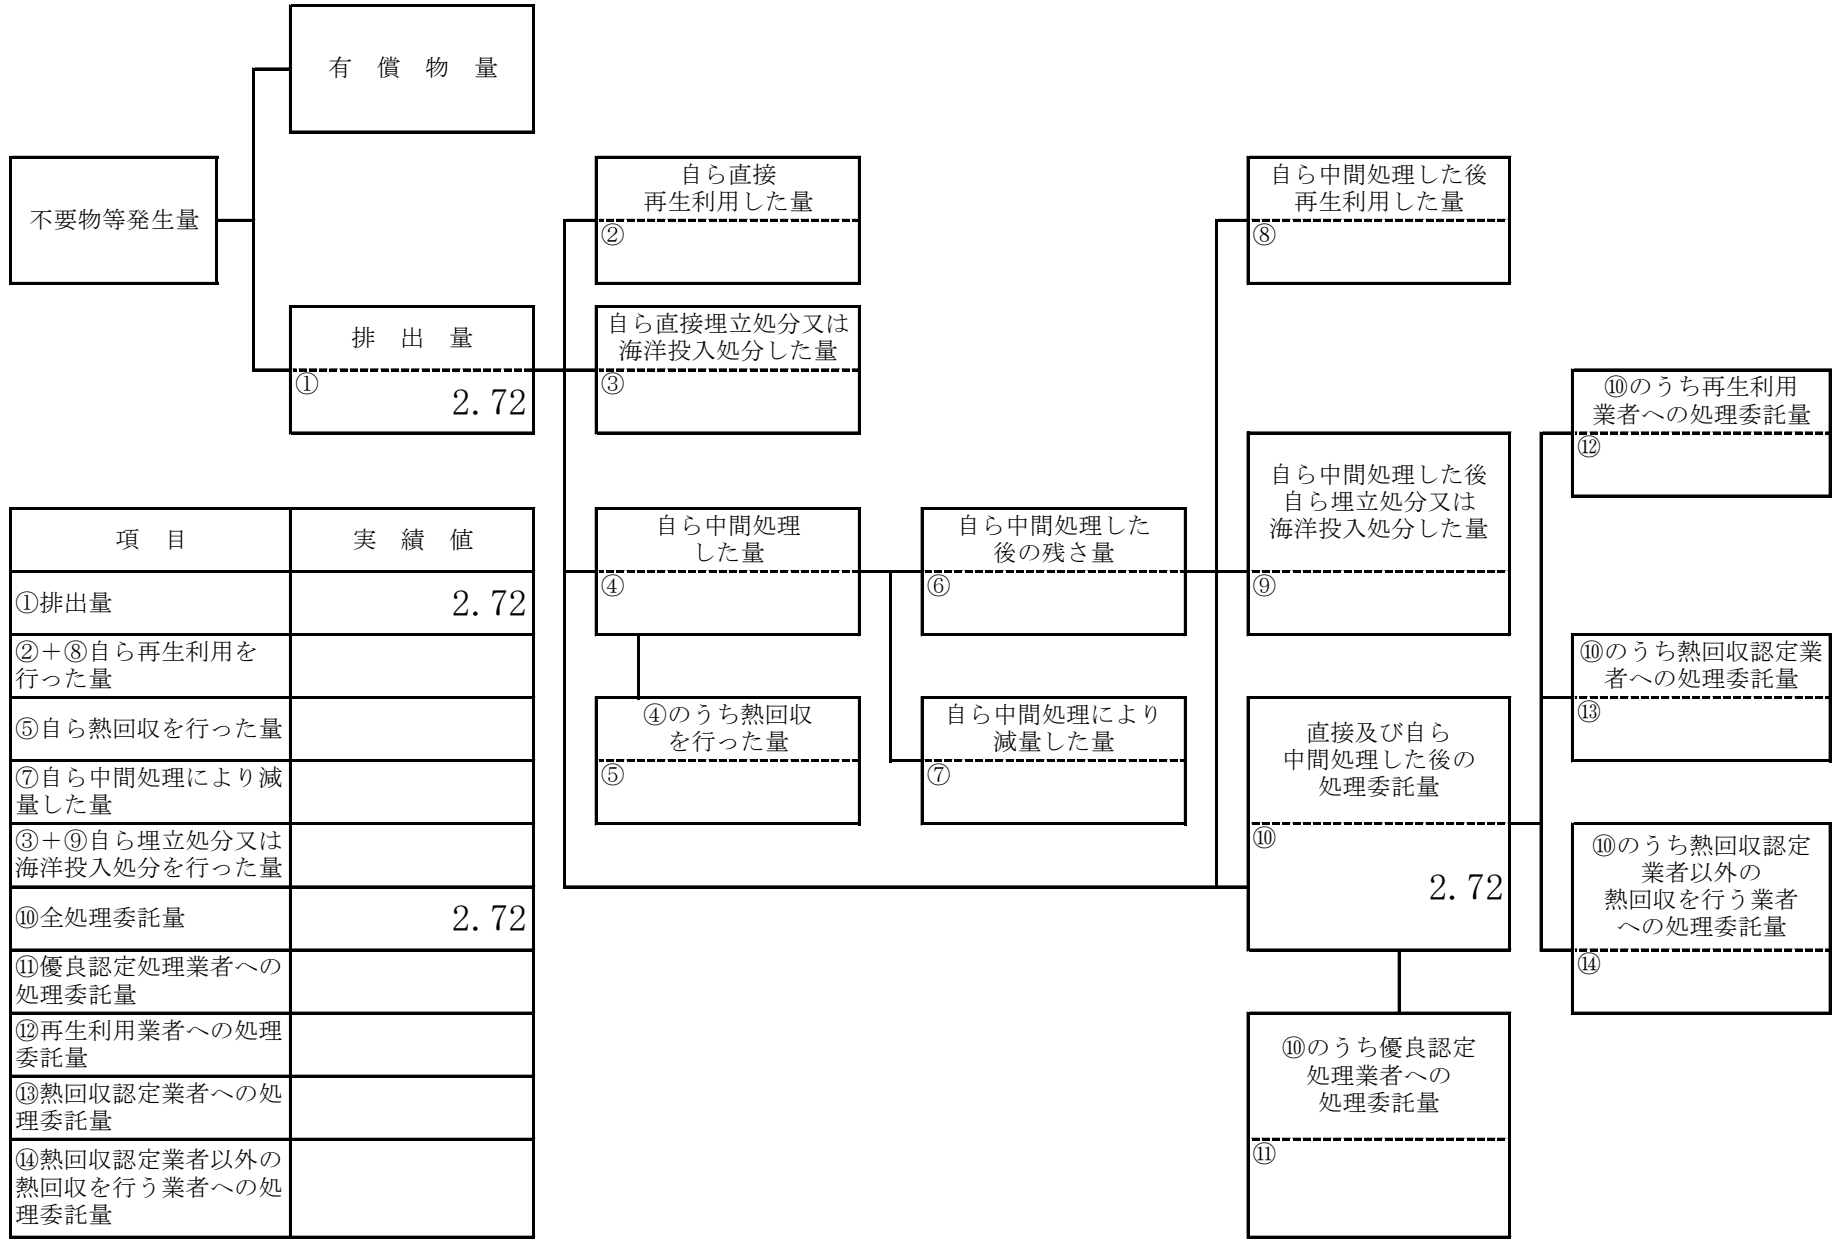 有　償　物　量
不要物等発生量
排　出　量
①
2.72
自ら直接
再生利用した量
②
自ら直接埋立処分又は
海洋投入処分した量
③
自ら中間処理
した量
④
④のうち熱回収
を行った量
⑤
自ら中間処理した
後の残さ量
⑥
自ら中間処理により
減量した量
⑦
自ら中間処理した後
再生利用した量
⑧
自ら中間処理した後
自ら埋立処分又は
海洋投入処分した量
⑨
直接及び自ら
中間処理した後の
処理委託量
⑩
2.72
⑩のうち優良認定
処理業者への
処理委託量
⑪
⑩のうち再生利用
業者への処理委託量
⑫
⑩のうち熱回収認定業
者への処理委託量
⑬
⑩のうち熱回収認定
業者以外の
熱回収を行う業者
への処理委託量
⑭
項　目　実　績　値
①排出量　2.72
②＋⑧自ら再生利用を
行った量
⑤自ら熱回収を行った量
⑦自ら中間処理により減
量した量
③＋⑨自ら埋立処分又は
海洋投入処分を行った量
⑩全処理委託量　2.72
⑪優良認定処理業者への
処理委託量
⑫再生利用業者への処理
委託量
⑬熱回収認定業者への処
理委託量
⑭熱回収認定業者以外の
熱回収を行う業者への処
理委託量